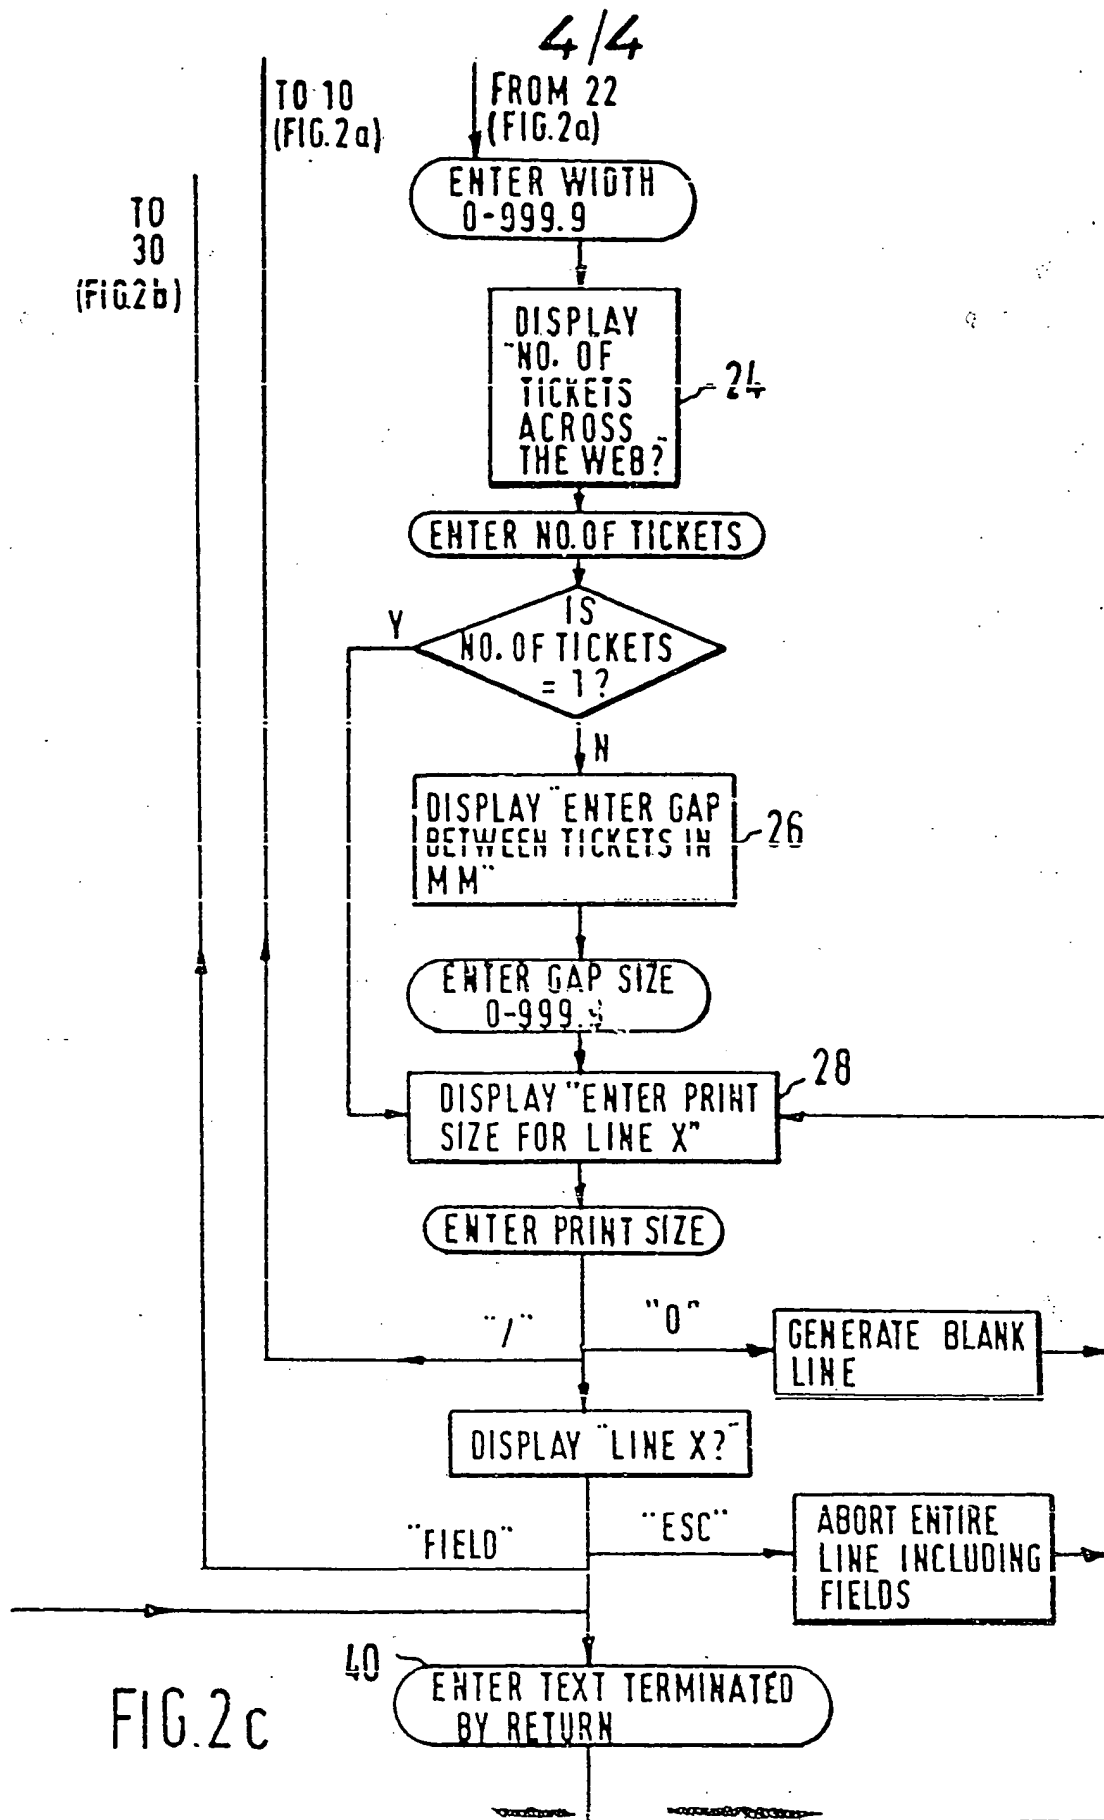 4/4
TO 10
(FIG.2a)
FROM 22
(FIG.2a)
TO
30
(FIG.2b)
ENTER WIDTH
0-999.9
DISPLAY
"NO. OF
TICKETS
ACROSS
THE WEB?"
24
ENTER NO.OF TICKETS
IS
NO. OF TICKETS
= 1?
Y
N
DISPLAY "ENTER GAP
BETWEEN TICKETS IN
MM"
26
ENTER GAP SIZE
0-999.9
28
DISPLAY "ENTER PRINT
SIZE FOR LINE X"
ENTER PRINT SIZE
"/"
"0"
GENERATE BLANK
LINE
DISPLAY "LINE X?"
"FIELD"
"ESC"
ABORT ENTIRE
LINE INCLUDING
FIELDS
40
ENTER TEXT TERMINATED
BY RETURN
FIG.2c